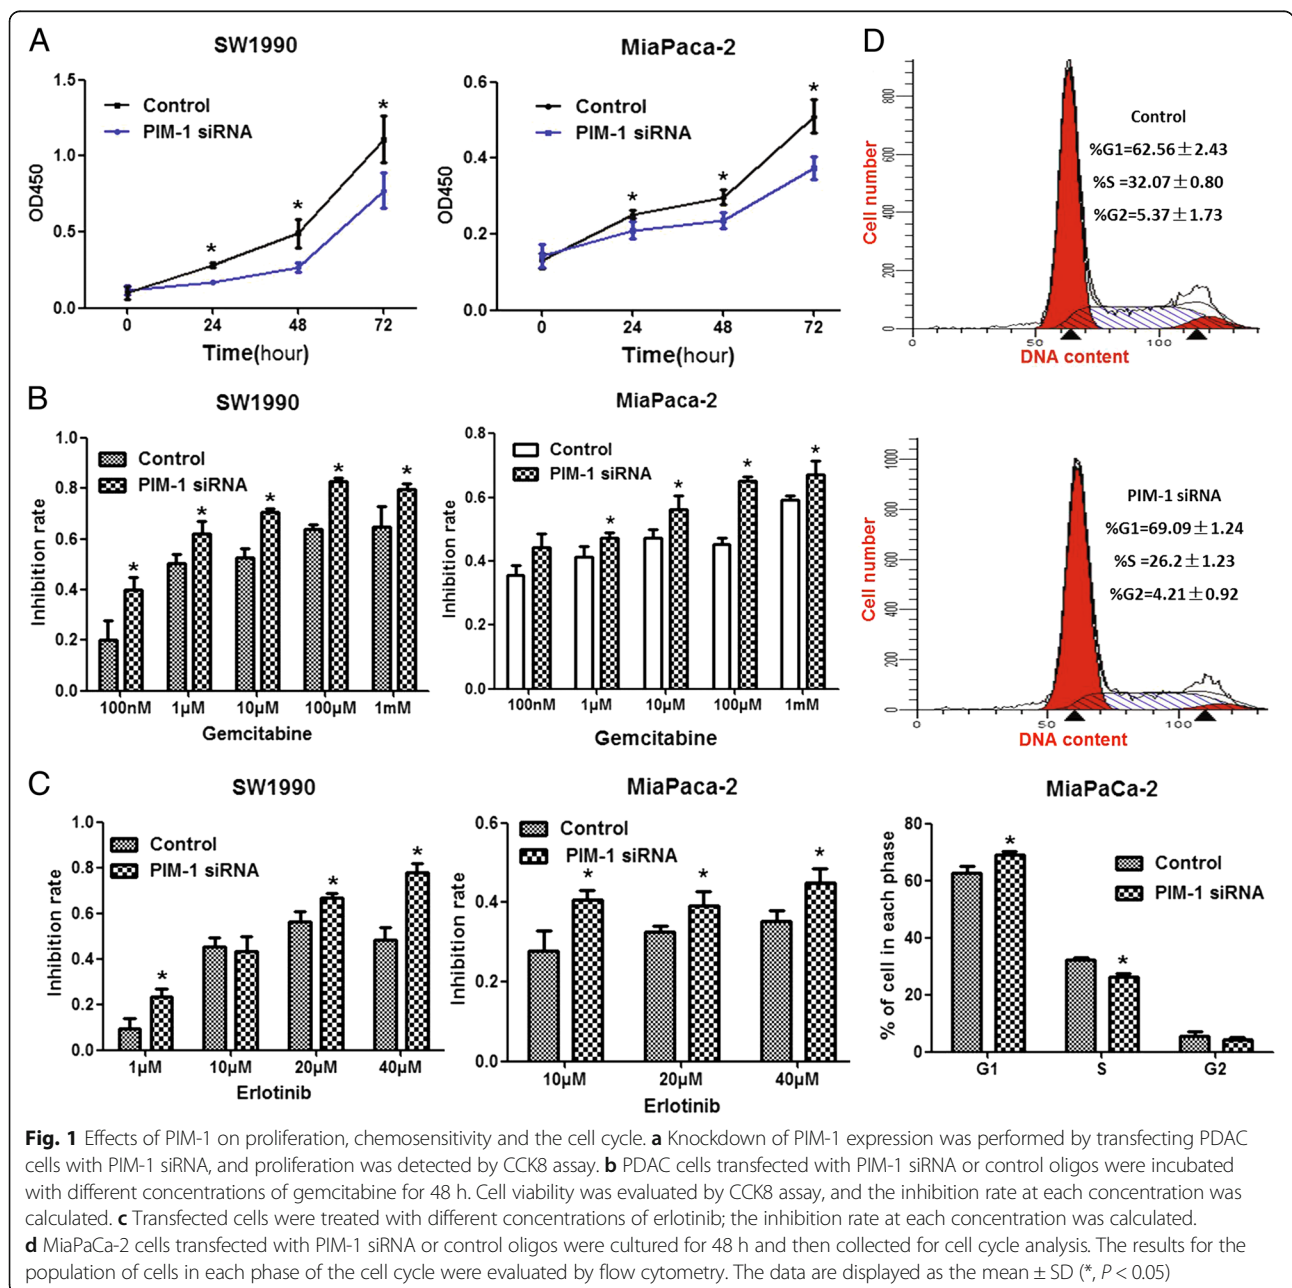 A
SW1990
1.5
1.0
0.5
0.0
OD450
Control
PIM-1 siRNA
*
*
*
0 24 48 72
Time(hour)
MiaPaca-2
0.6
0.4
0.2
0.0
OD450
Control
PIM-1 siRNA
*
*
*
0 24 48 72
Time(hour)
D
800
600
400
200
0
Cell number
Control
%G1=62.56±2.43
%S =32.07±0.80
%G2=5.37±1.73
0 50 100
DNA content
B
SW1990
1.0
0.8
0.6
0.4
0.2
0.0
Inhibition rate
Control
PIM-1 siRNA
* * * * *
100nM 1μM 10μM 100μM 1mM
Gemcitabine
MiaPaca-2
0.8
0.6
0.4
0.2
0.0
Inhibition rate
Control
PIM-1 siRNA
* * * *
100nM 1μM 10μM 100μM 1mM
Gemcitabine
1000
800
600
400
200
0
Cell number
PIM-1 siRNA
%G1=69.09±1.24
%S =26.2±1.23
%G2=4.21±0.92
0 50 100
DNA content
C
SW1990
1.0
0.8
0.6
0.4
0.2
0.0
Inhibition rate
Control
PIM-1 siRNA
* * *
1μM 10μM 20μM 40μM
Erlotinib
MiaPaca-2
0.6
0.4
0.2
0.0
Inhibition rate
Control
PIM-1 siRNA
* * *
10μM 20μM 40μM
Erlotinib
MiaPaCa-2
80
60
40
20
0
% of cell in each phase
Control
PIM-1 siRNA
* *
G1 S G2
Fig. 1 Effects of PIM-1 on proliferation, chemosensitivity and the cell cycle. a Knockdown of PIM-1 expression was performed by transfecting PDAC
cells with PIM-1 siRNA, and proliferation was detected by CCK8 assay. b PDAC cells transfected with PIM-1 siRNA or control oligos were incubated
with different concentrations of gemcitabine for 48 h. Cell viability was evaluated by CCK8 assay, and the inhibition rate at each concentration was
calculated. c Transfected cells were treated with different concentrations of erlotinib; the inhibition rate at each concentration was calculated.
d MiaPaCa-2 cells transfected with PIM-1 siRNA or control oligos were cultured for 48 h and then collected for cell cycle analysis. The results for the
population of cells in each phase of the cell cycle were evaluated by flow cytometry. The data are displayed as the mean ± SD (*, P < 0.05)